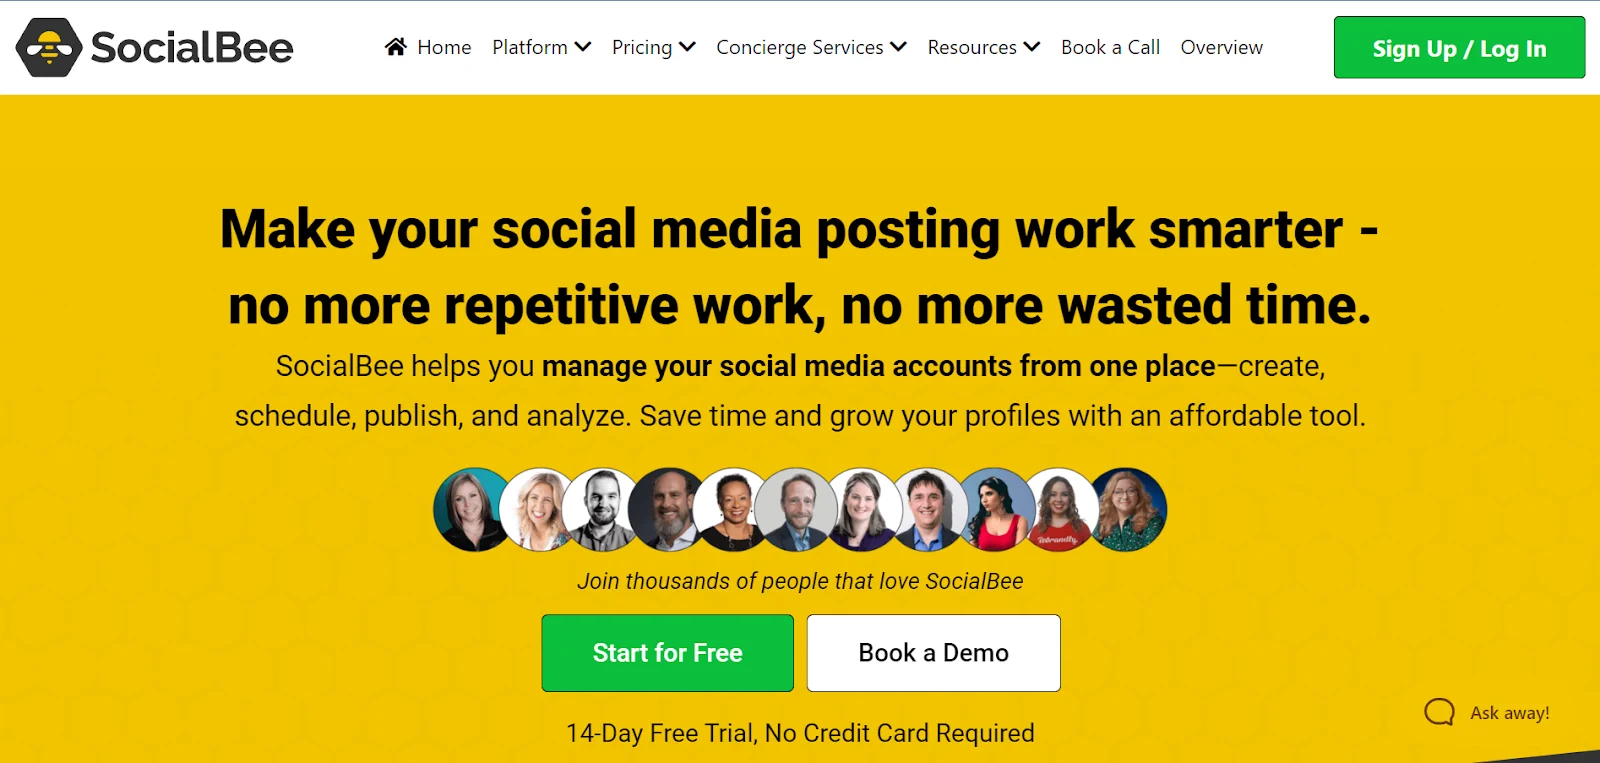 SocialBee
Home Platform Pricing Concierge Services Resources Book a Call Overview
Sign Up / Log In
Make your social media posting work smarter -
no more repetitive work, no more wasted time.
SocialBee helps you manage your social media accounts from one place—create,
schedule, publish, and analyze. Save time and grow your profiles with an affordable tool.
Rebrandly
Join thousands of people that love SocialBee
Start for Free
Book a Demo
14-Day Free Trial, No Credit Card Required
Ask away!